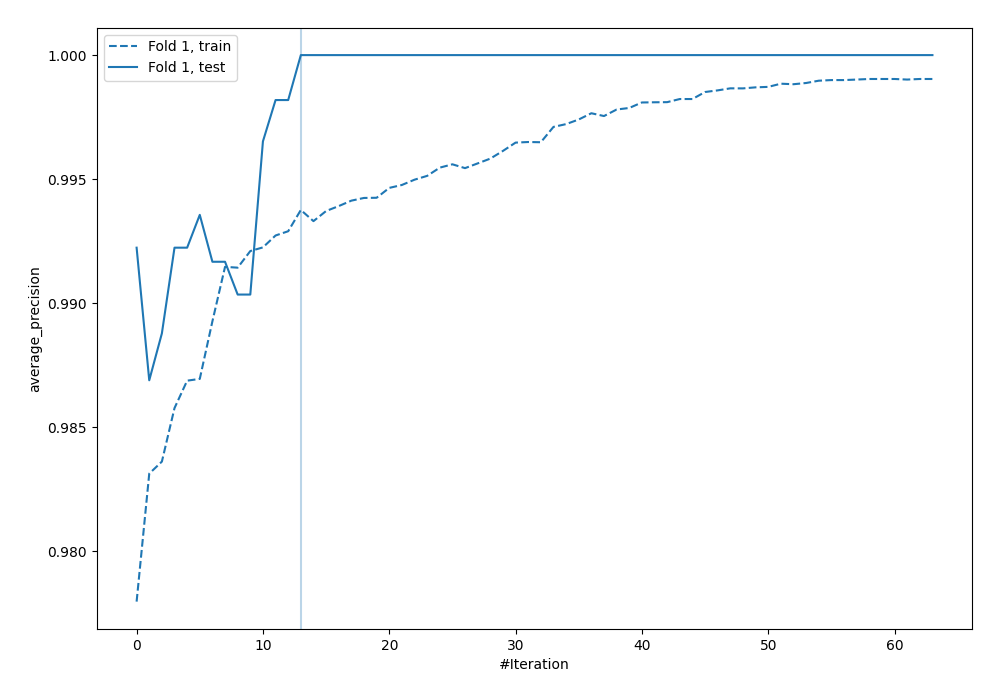 Fold 1, train
Fold 1, test
1.000
0.995
0.990
0.985
0.980
average_precision
0 10 20 30 40 50 60
#Iteration